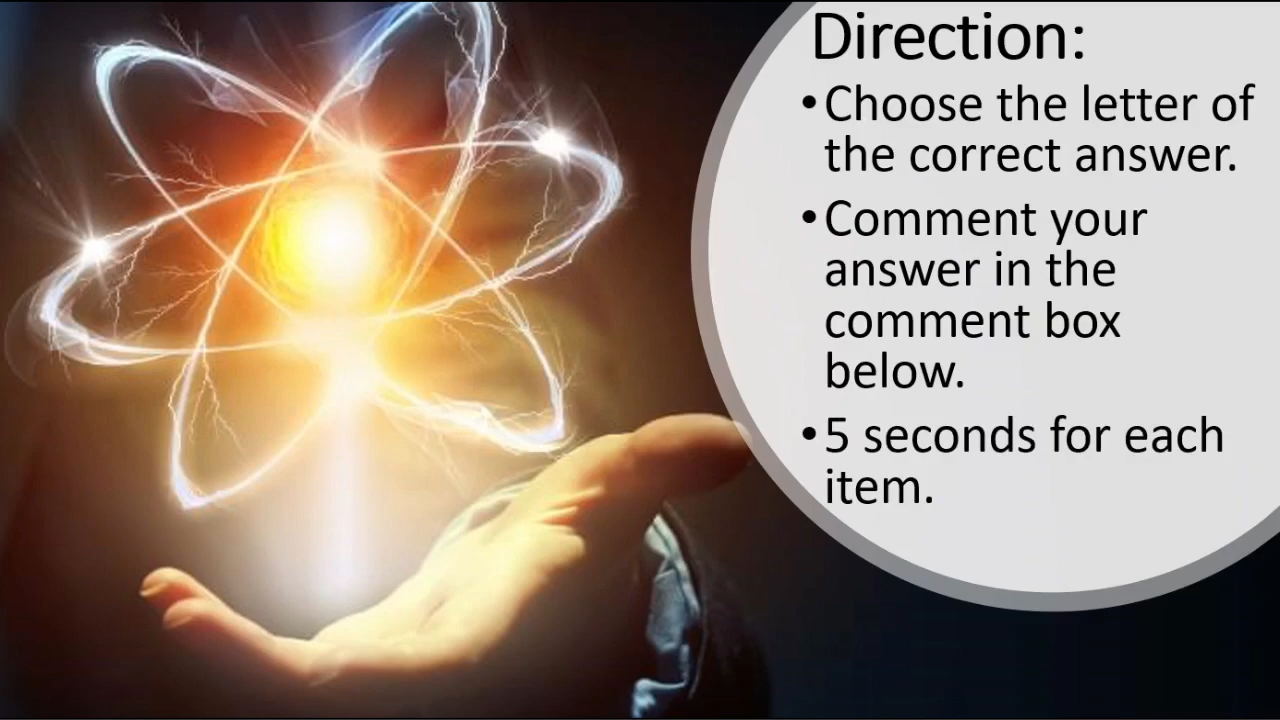 Direction:
•Choose the letter of
the correct answer.
•Comment your
answer in the
comment box
below.
•5 seconds for each
item.